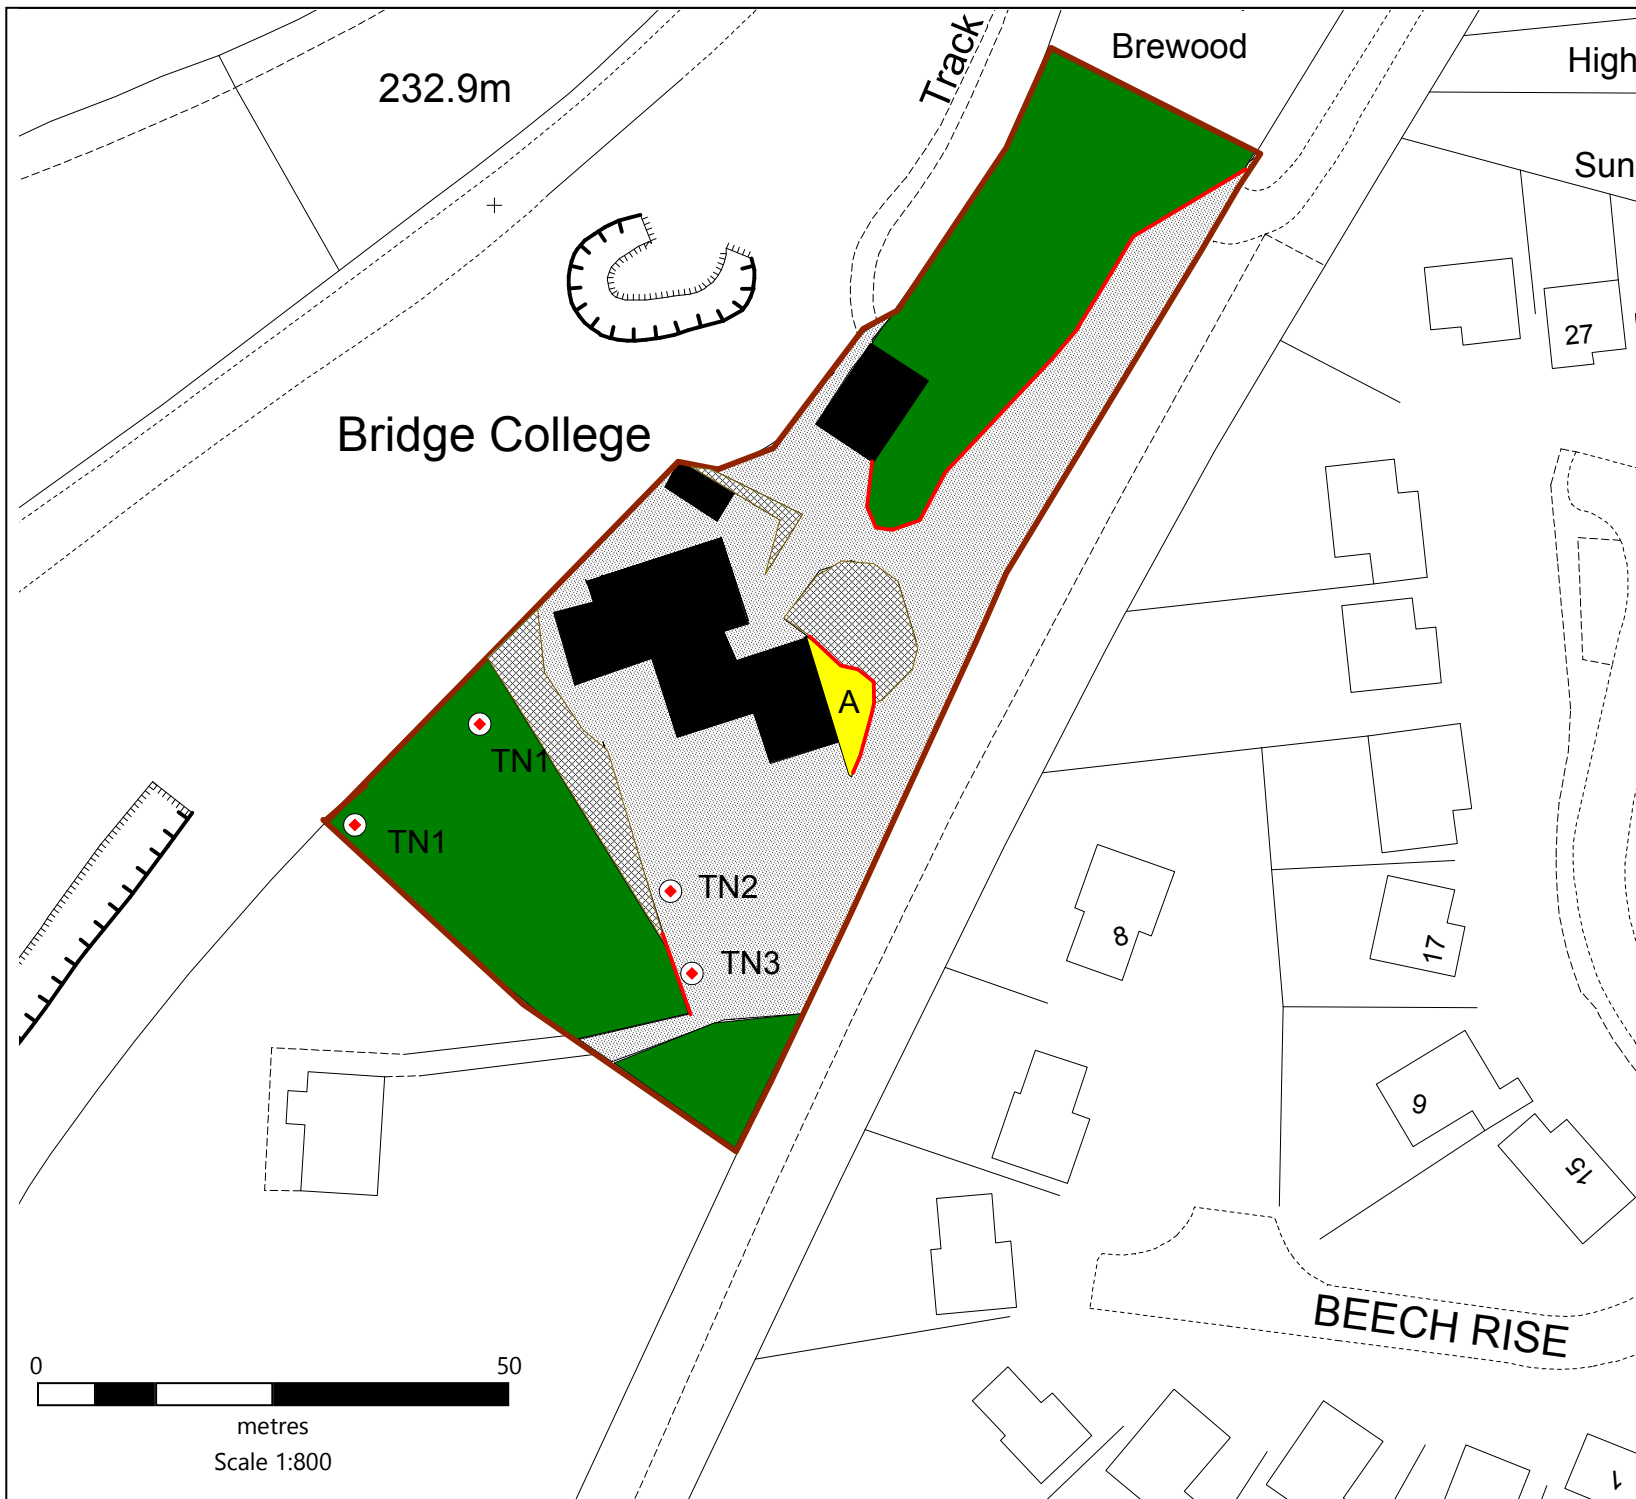 Brewood
Track
High
232.9m
Sun
27
Bridge College
A
TN1
TN1
TN2
TN3
8
17
9
15
BEECH RISE
0 50
metres
Scale 1:800
1